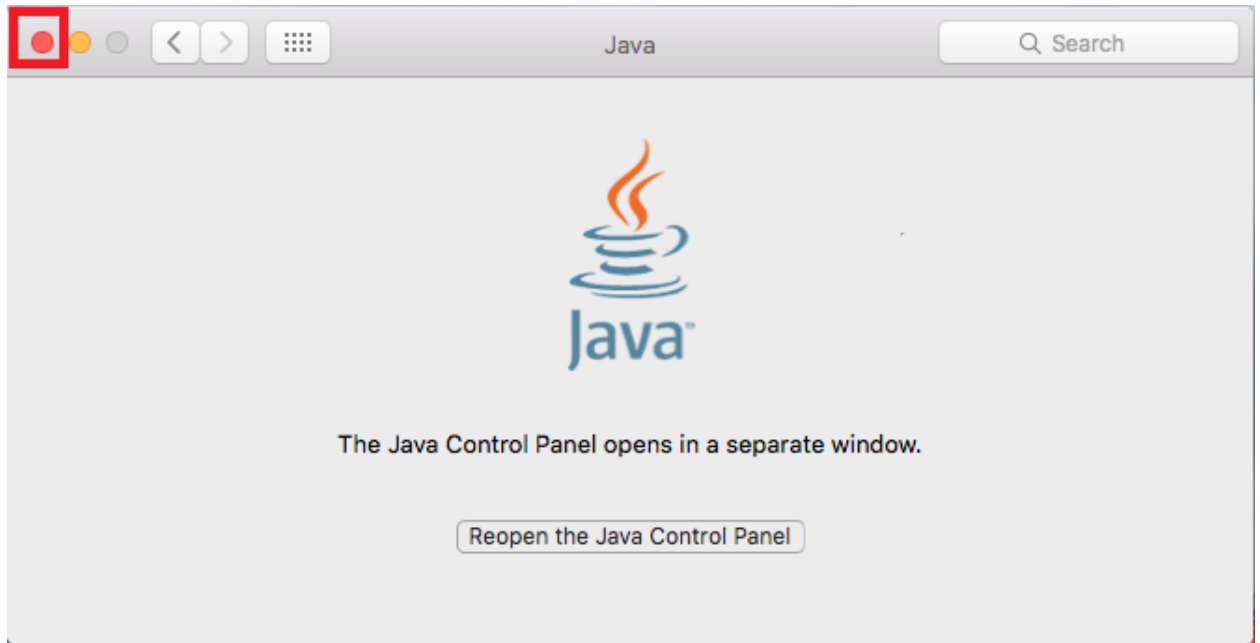 Java
Search
Java™
The Java Control Panel opens in a separate window.
Reopen the Java Control Panel